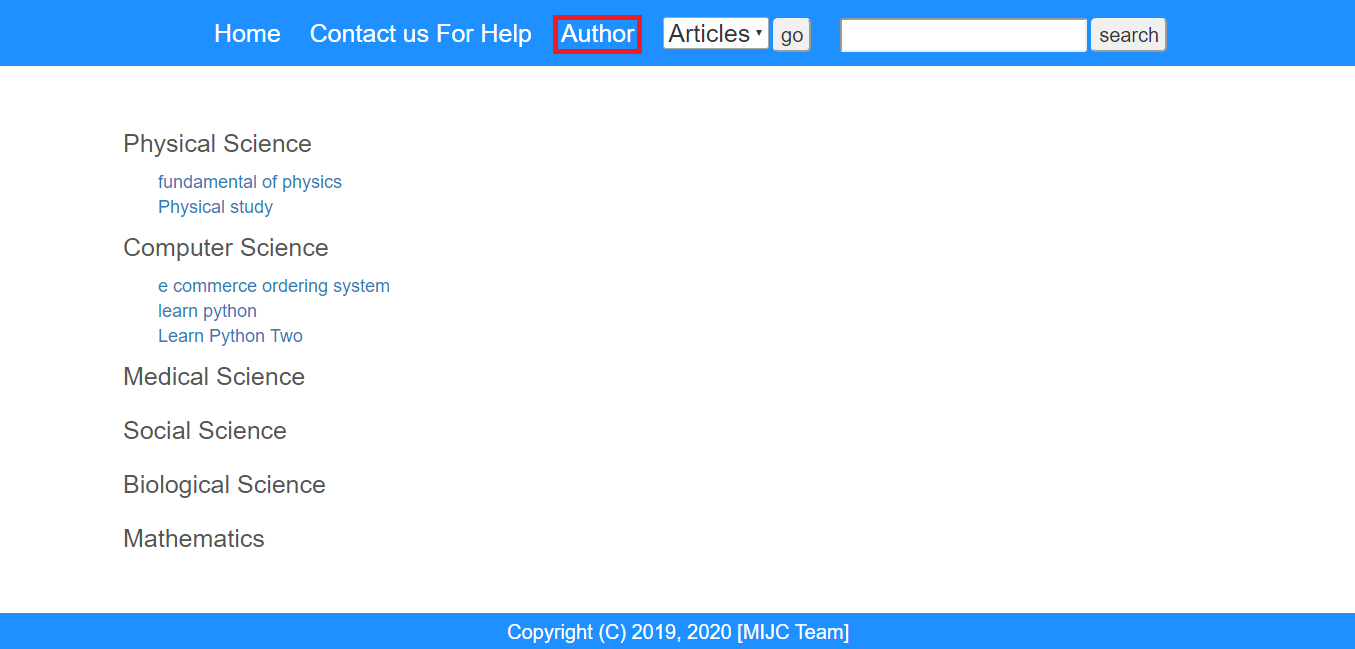 Home Contact us For Help Author Articles go search
Physical Science
fundamental of physics
Physical study
Computer Science
e commerce ordering system
learn python
Learn Python Two
Medical Science
Social Science
Biological Science
Mathematics
Copyright (C) 2019, 2020 [MIJC Team]